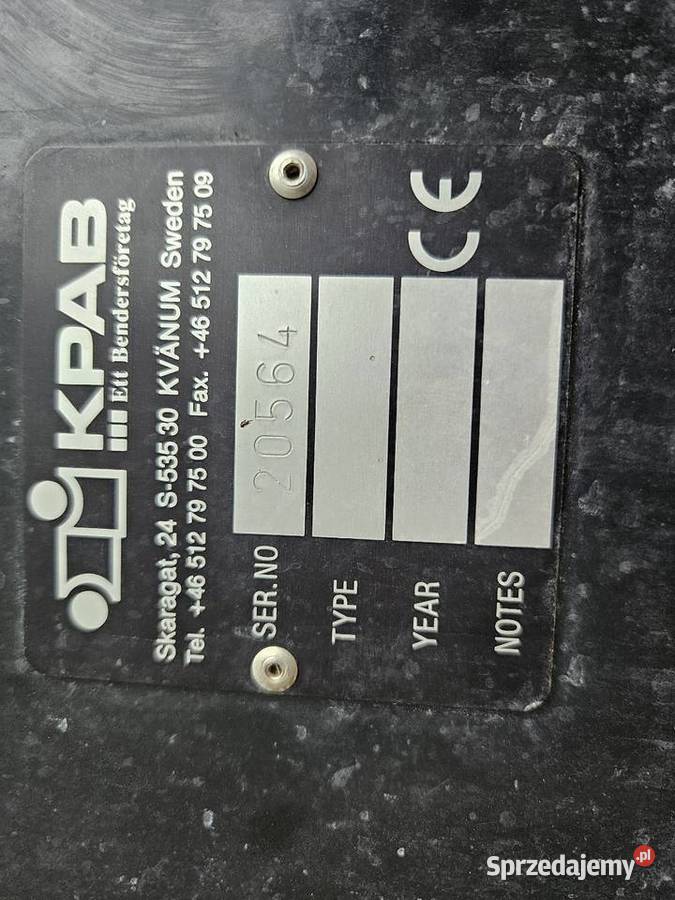 KPAB
Ett Bendersföretag
Skaragat, 24 S-535 30 KVÄNUM Sweden
Tel. +46 512 79 75 00 Fax. +46 512 79 75 09
SER.NO 20564
TYPE
YEAR
NOTES
CE
Sprzedajemy.pl